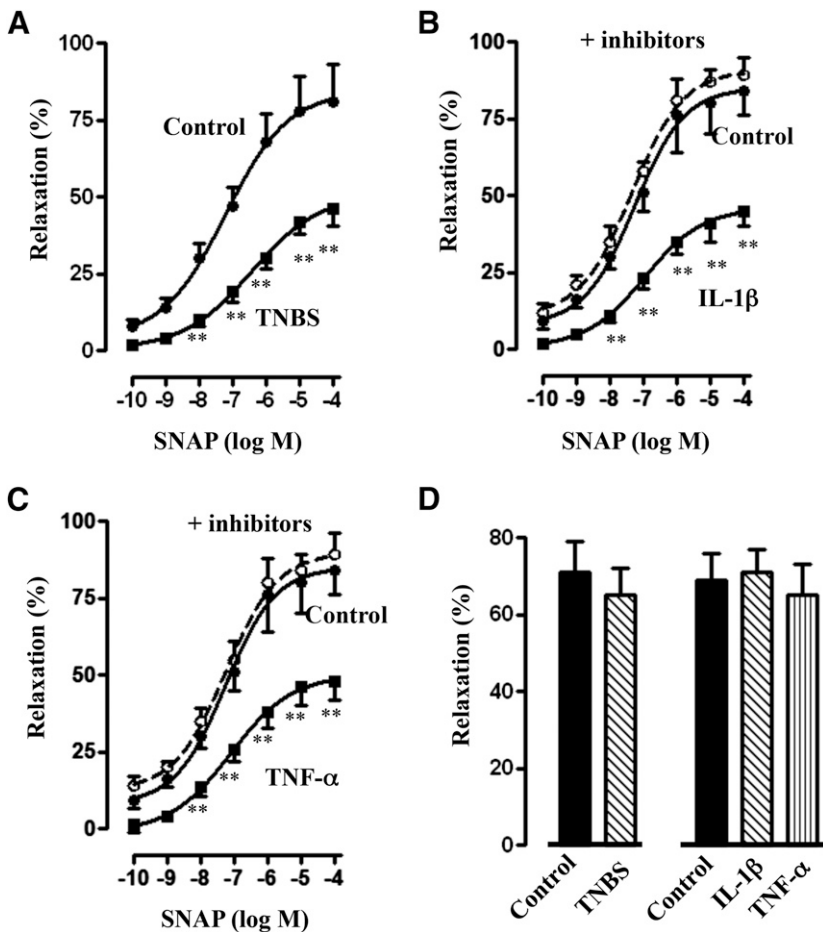 A
100
75
50
25
0
Relaxation (%)
Control
TNBS
**
**
**
**
**
-10 -9 -8 -7 -6 -5 -4
SNAP (log M)
B
100
75
50
25
0
Relaxation (%)
+ inhibitors
Control
IL-1β
**
**
**
**
**
-10 -9 -8 -7 -6 -5 -4
SNAP (log M)
C
100
75
50
25
0
Relaxation (%)
+ inhibitors
Control
TNF-α
**
**
**
**
**
-10 -9 -8 -7 -6 -5 -4
SNAP (log M)
D
80
60
40
20
0
Relaxation (%)
Control
TNBS
Control
IL-1β
TNF-α